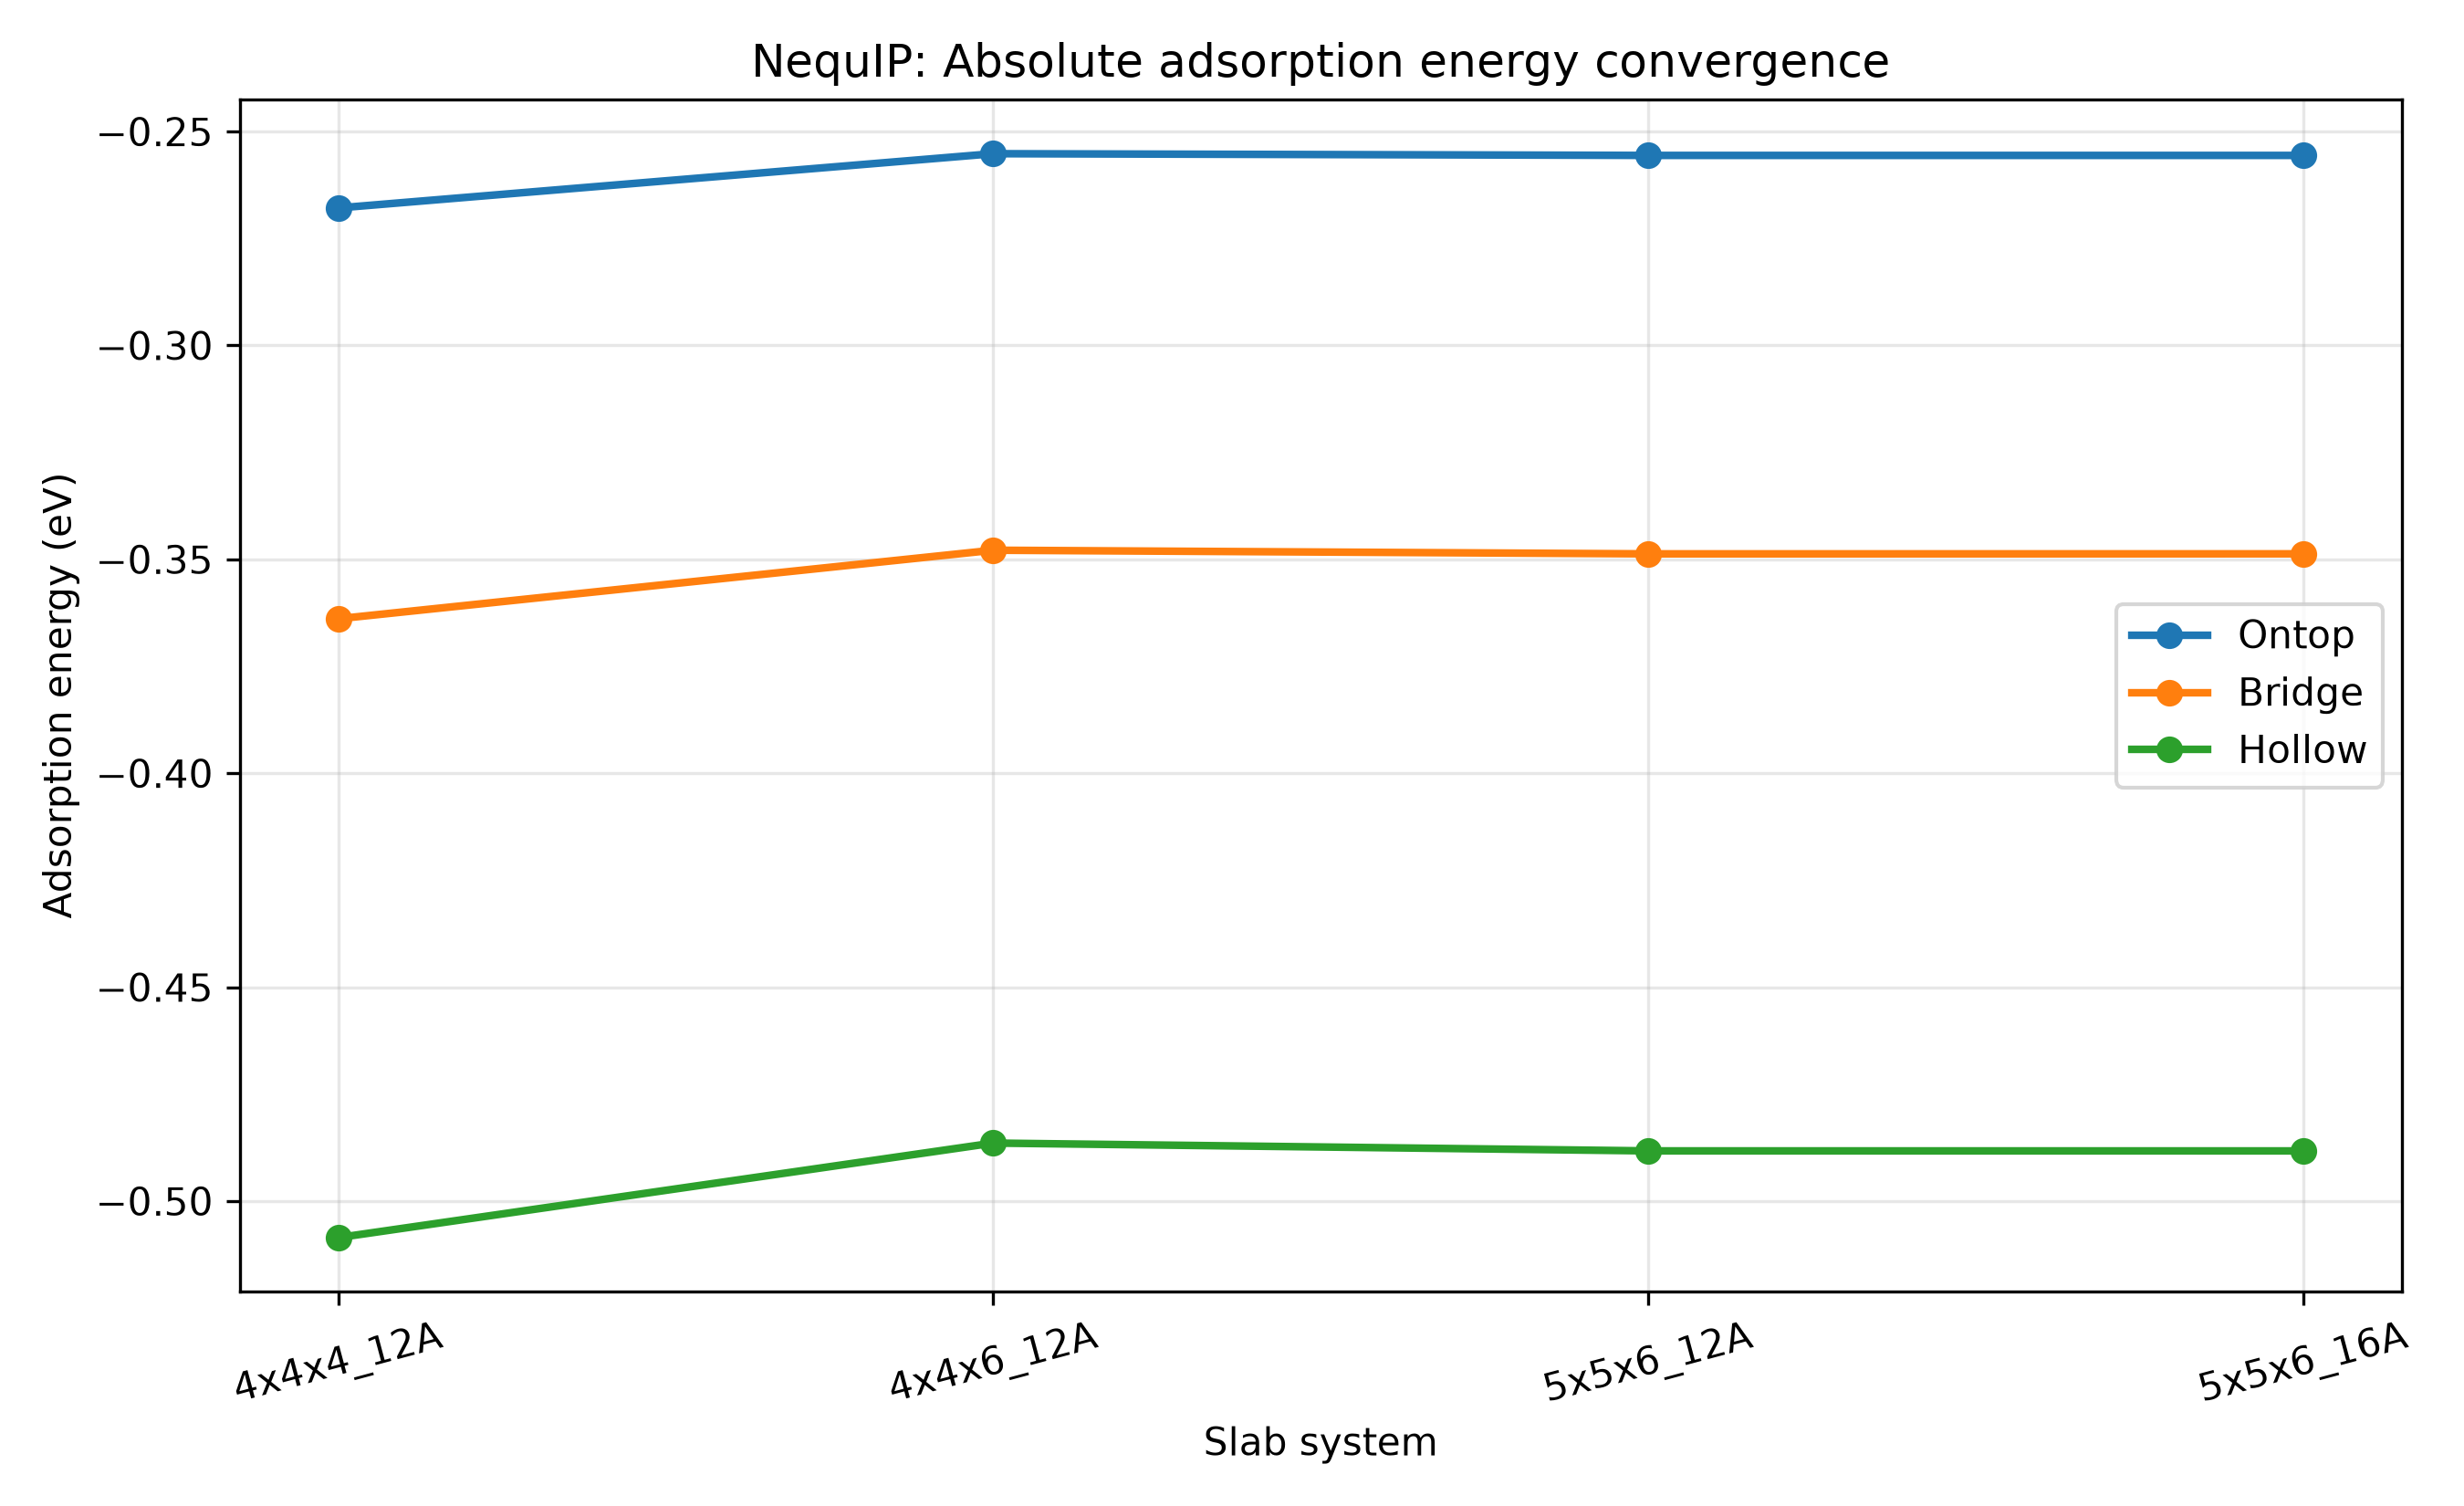 NequIP: Absolute adsorption energy convergence
Adsorption energy (eV)
−0.25
−0.30
−0.35
−0.40
−0.45
−0.50
Ontop
Bridge
Hollow
4x4x4_12A
4x4x6_12A
5x5x6_12A
5x5x6_16A
Slab system